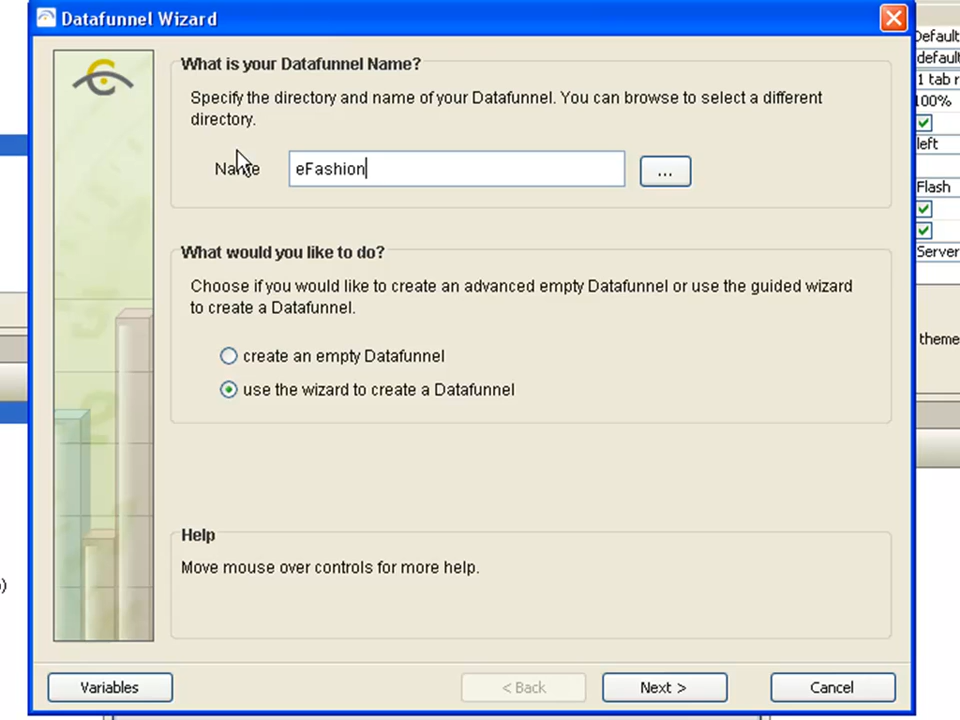 Datafunnel Wizard
What is your Datafunnel Name?
Specify the directory and name of your Datafunnel. You can browse to select a different
directory.
Name eFashion ...
What would you like to do?
Choose if you would like to create an advanced empty Datafunnel or use the guided wizard
to create a Datafunnel.
create an empty Datafunnel
use the wizard to create a Datafunnel
Help
Move mouse over controls for more help.
Variables < Back Next > Cancel
Default
default
1 tab r
100%
left
Flash
Server
theme
)